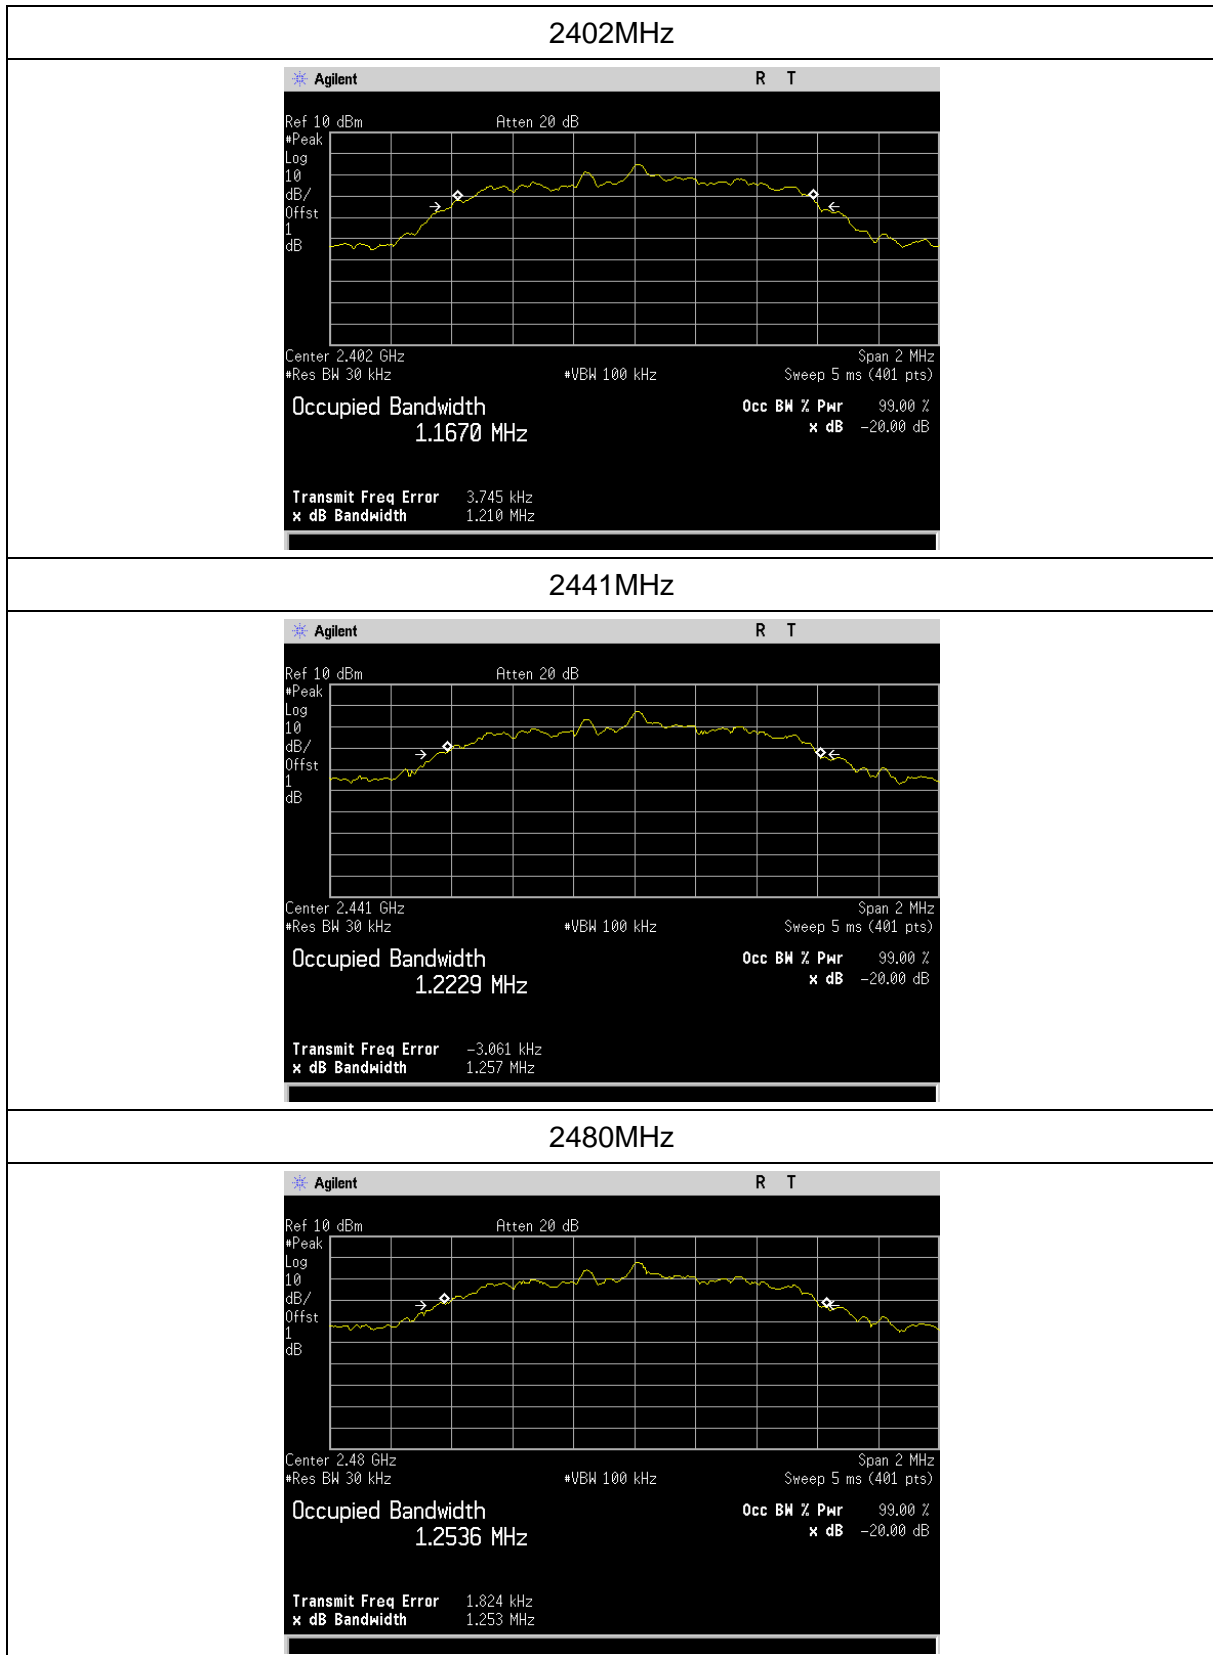 2402MHz
Agilent R T
Ref 10 dBm Atten 20 dB
#Peak
Log
10
dB/
Offst
1
dB
Center 2.402 GHz Span 2 MHz
#Res BW 30 kHz #VBW 100 kHz Sweep 5 ms (401 pts)
Occupied Bandwidth Occ BW % Pwr 99.00 %
1.1670 MHz x dB -20.00 dB
Transmit Freq Error 3.745 kHz
x dB Bandwidth 1.210 MHz
2441MHz
Agilent R T
Ref 10 dBm Atten 20 dB
#Peak
Log
10
dB/
Offst
1
dB
Center 2.441 GHz Span 2 MHz
#Res BW 30 kHz #VBW 100 kHz Sweep 5 ms (401 pts)
Occupied Bandwidth Occ BW % Pwr 99.00 %
1.2229 MHz x dB -20.00 dB
Transmit Freq Error -3.061 kHz
x dB Bandwidth 1.257 MHz
2480MHz
Agilent R T
Ref 10 dBm Atten 20 dB
#Peak
Log
10
dB/
Offst
1
dB
Center 2.48 GHz Span 2 MHz
#Res BW 30 kHz #VBW 100 kHz Sweep 5 ms (401 pts)
Occupied Bandwidth Occ BW % Pwr 99.00 %
1.2536 MHz x dB -20.00 dB
Transmit Freq Error 1.824 kHz
x dB Bandwidth 1.253 MHz